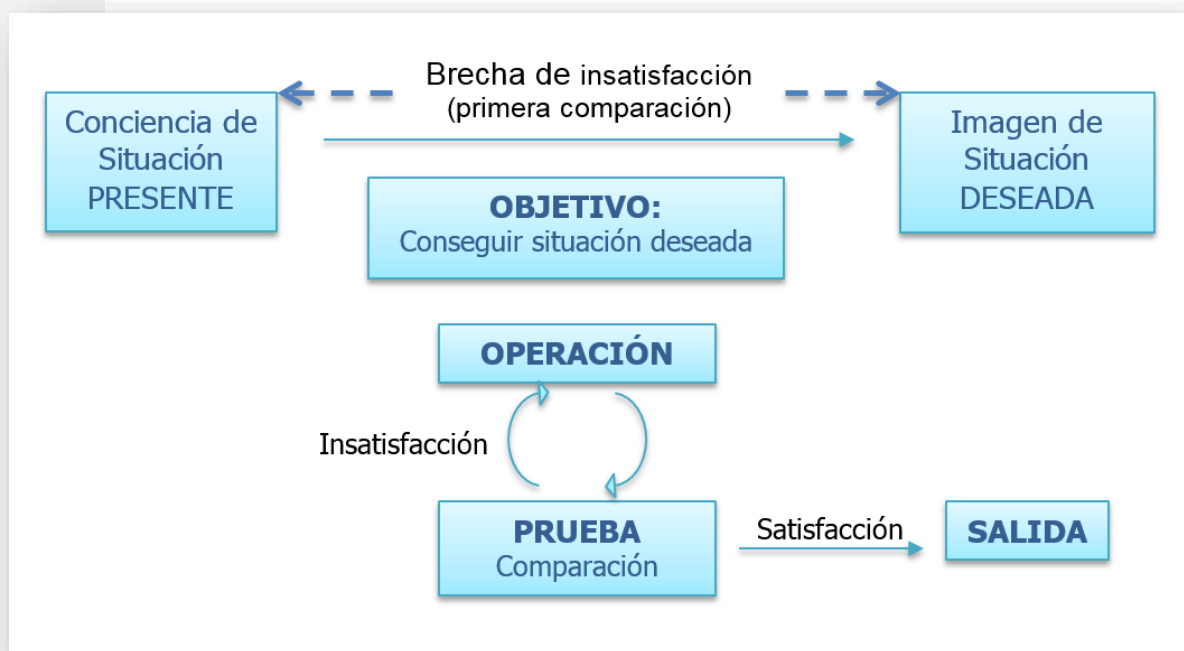 Brecha de insatisfacción
(primera comparación)
Conciencia de
Situación
PRESENTE
Imagen de
Situación
DESEADA
OBJETIVO:
Conseguir situación deseada
OPERACIÓN
Insatisfacción
PRUEBA
Comparación
Satisfacción
SALIDA